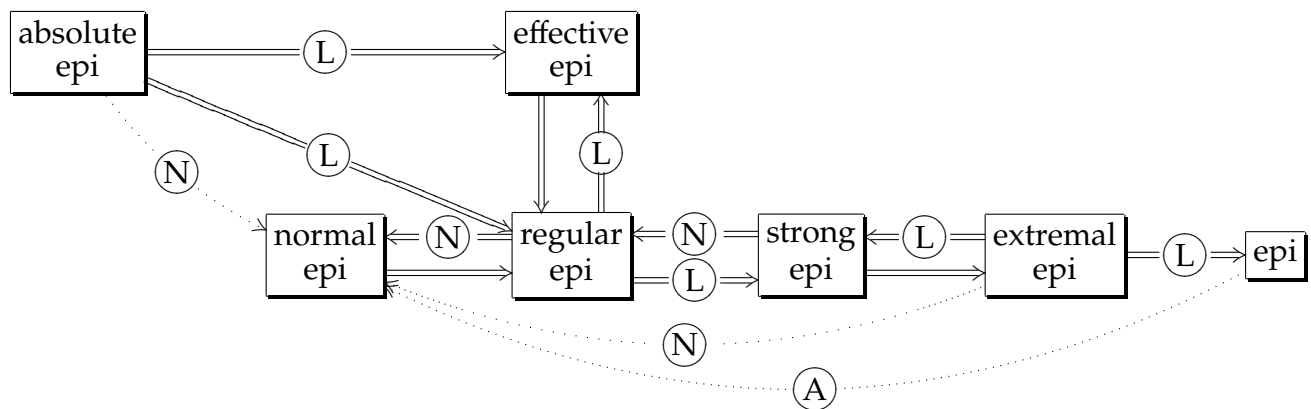 absolute
epi
L
effective
epi
L
L
N
normal
epi
N
regular
epi
N
L
strong
epi
L
extremal
epi
L
epi
N
A